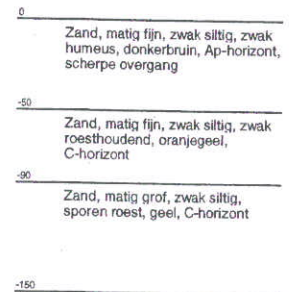 0
Zand, matig fijn, zwak siltig, zwak
humeus, donkerbruin, Ap-horizont,
scherpe overgang
-50
Zand, matig fijn, zwak siltig, zwak
roesthoudend, oranjegeel,
C-horizont
-90
Zand, matig grof, zwak siltig,
sporen roest, geel, C-horizont
-150